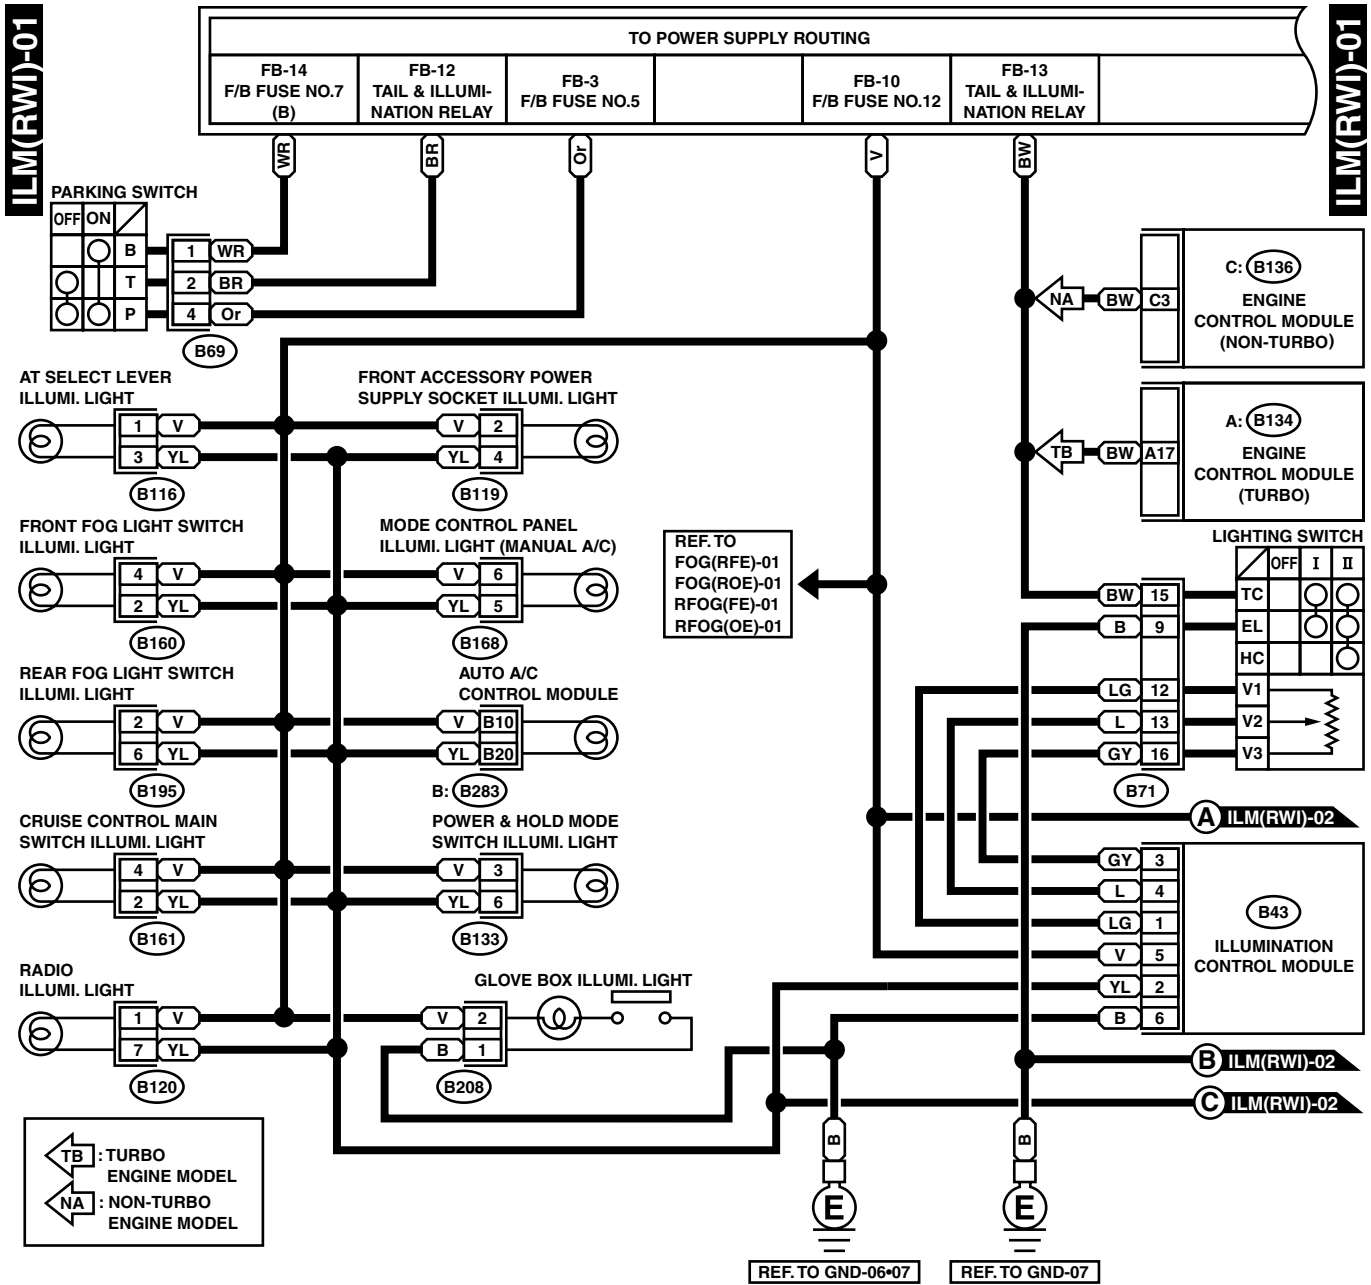 ILM(RWI)-01
ILM(RWI)-01
TO POWER SUPPLY ROUTING
FB-14
F/B FUSE NO.7
(B)
FB-12
TAIL & ILLUMI-
NATION RELAY
FB-3
F/B FUSE NO.5
FB-10
F/B FUSE NO.12
FB-13
TAIL & ILLUMI-
NATION RELAY
WR
BR
Or
V
BW
PARKING SWITCH
OFF ON
B 1 WR
T 2 BR
P 4 Or
B69
NA BW C3
C: B136
ENGINE
CONTROL MODULE
(NON-TURBO)
TB BW A17
A: B134
ENGINE
CONTROL MODULE
(TURBO)
AT SELECT LEVER
ILLUMI. LIGHT
1 V
3 YL
B116
FRONT ACCESSORY POWER
SUPPLY SOCKET ILLUMI. LIGHT
V 2
YL 4
B119
FRONT FOG LIGHT SWITCH
ILLUMI. LIGHT
4 V
2 YL
B160
MODE CONTROL PANEL
ILLUMI. LIGHT (MANUAL A/C)
V 6
YL 5
B168
REF. TO
FOG(RFE)-01
FOG(ROE)-01
RFOG(FE)-01
RFOG(OE)-01
REAR FOG LIGHT SWITCH
ILLUMI. LIGHT
2 V
6 YL
B195
AUTO A/C
CONTROL MODULE
V B10
YL B20
B: B283
CRUISE CONTROL MAIN
SWITCH ILLUMI. LIGHT
4 V
2 YL
B161
POWER & HOLD MODE
SWITCH ILLUMI. LIGHT
V 3
YL 6
B133
RADIO
ILLUMI. LIGHT
1 V
7 YL
B120
GLOVE BOX ILLUMI. LIGHT
V 2
B 1
B208
LIGHTING SWITCH
OFF I II
BW 15 TC
B 9 EL
HC
LG 12 V1
L 13 V2
GY 16 V3
B71
A ILM(RWI)-02
GY 3
L 4
LG 1
V 5
YL 2
B 6
B43
ILLUMINATION
CONTROL MODULE
B ILM(RWI)-02
C ILM(RWI)-02
TB : TURBO
ENGINE MODEL
NA : NON-TURBO
ENGINE MODEL
B
E
REF. TO GND-06•07
B
E
REF. TO GND-07